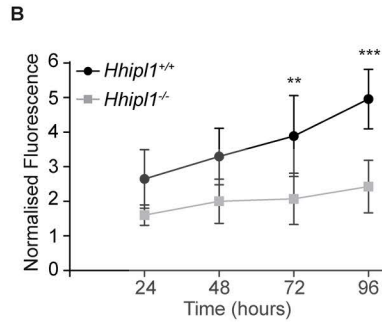 B
Normalised Fluorescence
6
5
4
3
2
1
0
Hhipl1+/+
Hhipl1-/-
**
***
24 48 72 96
Time (hours)